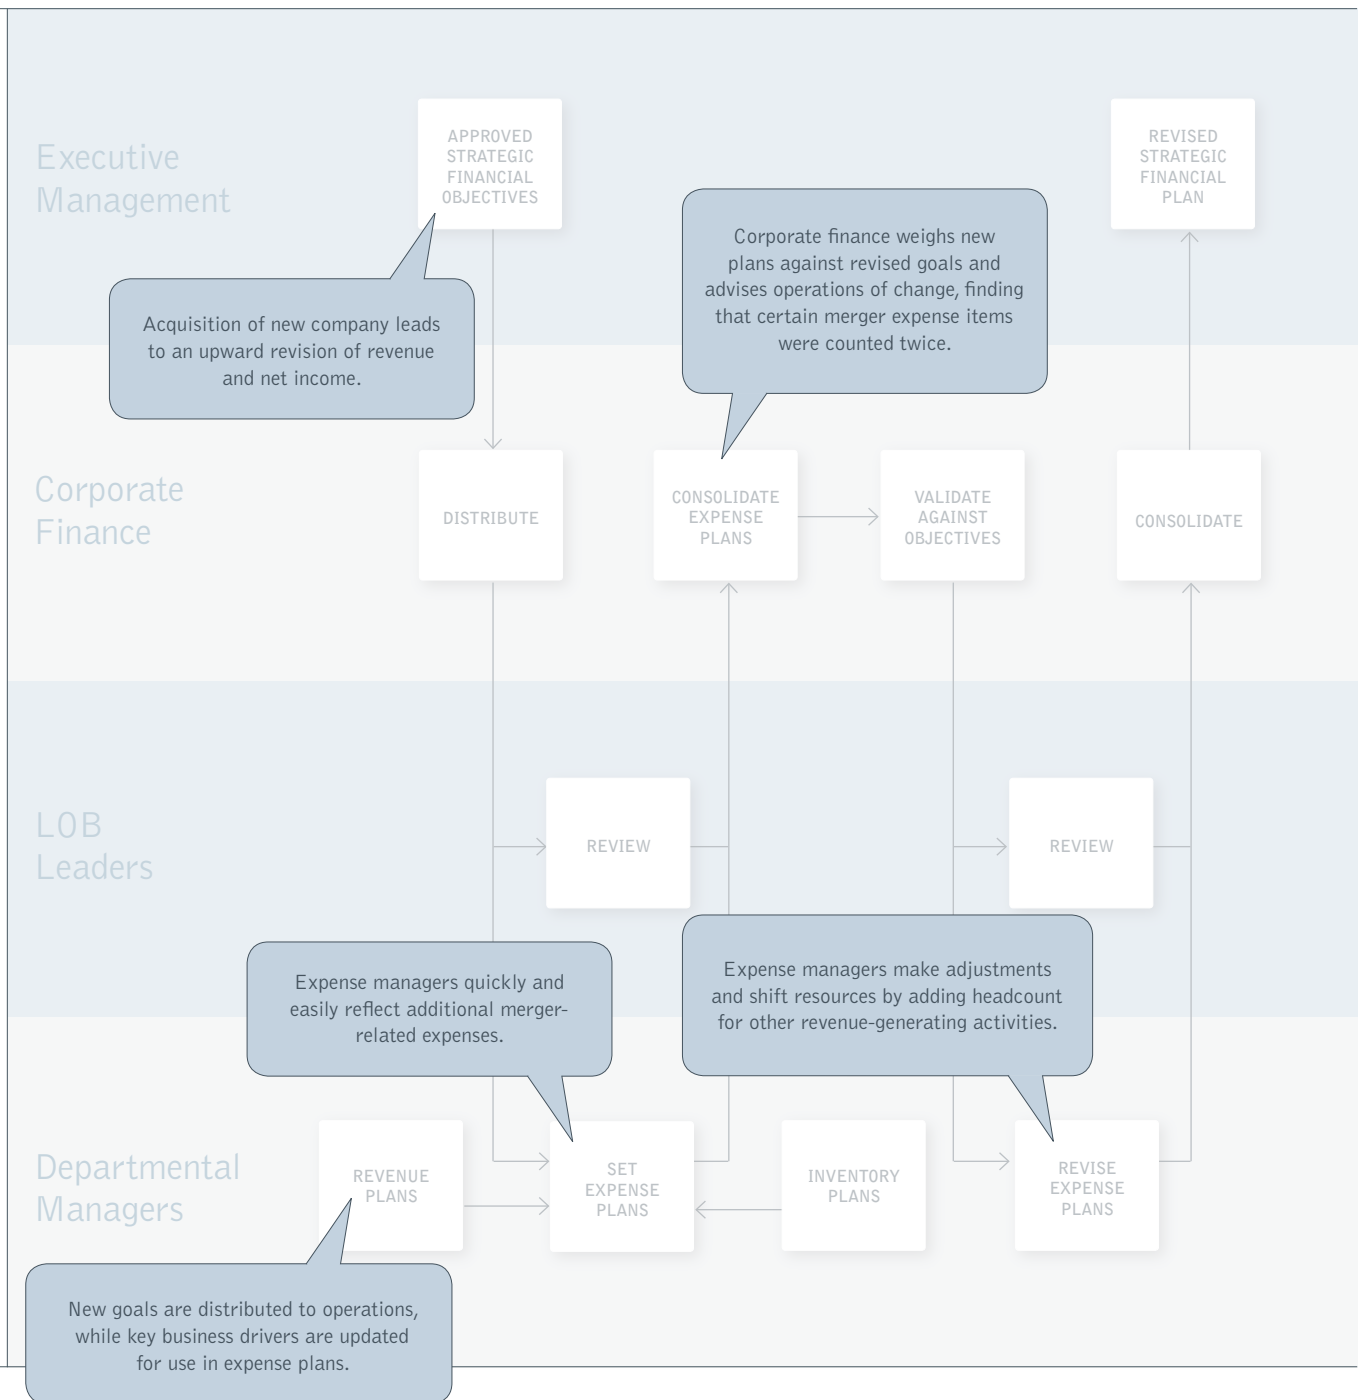 Executive
Management
APPROVED
STRATEGIC
FINANCIAL
OBJECTIVES
REVISED
STRATEGIC
FINANCIAL
PLAN
Corporate finance weighs new
plans against revised goals and
advises operations of change, finding
that certain merger expense items
were counted twice.
Acquisition of new company leads
to an upward revision of revenue
and net income.
Corporate
Finance
DISTRIBUTE
CONSOLIDATE
EXPENSE
PLANS
VALIDATE
AGAINST
OBJECTIVES
CONSOLIDATE
LOB
Leaders
REVIEW
REVIEW
Expense managers quickly and
easily reflect additional merger-
related expenses.
Expense managers make adjustments
and shift resources by adding headcount
for other revenue-generating activities.
Departmental
Managers
REVENUE
PLANS
SET
EXPENSE
PLANS
INVENTORY
PLANS
REVISE
EXPENSE
PLANS
New goals are distributed to operations,
while key business drivers are updated
for use in expense plans.